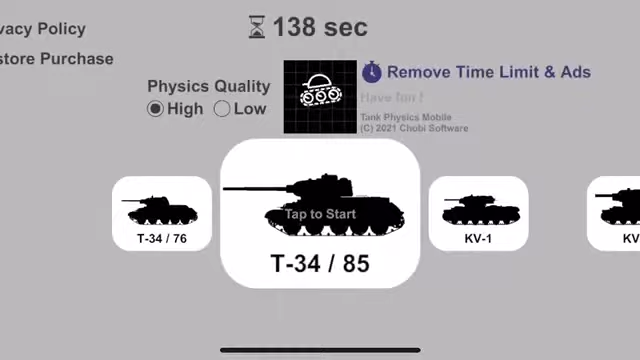 138 sec
vacy Policy
store Purchase
Physics Quality
High Low
Remove Time Limit & Ads
Have fun !
Tank Physics Mobile
(C) 2021 Chobi Software
Tap to Start
T-34 / 76
T-34 / 85
KV-1
KV